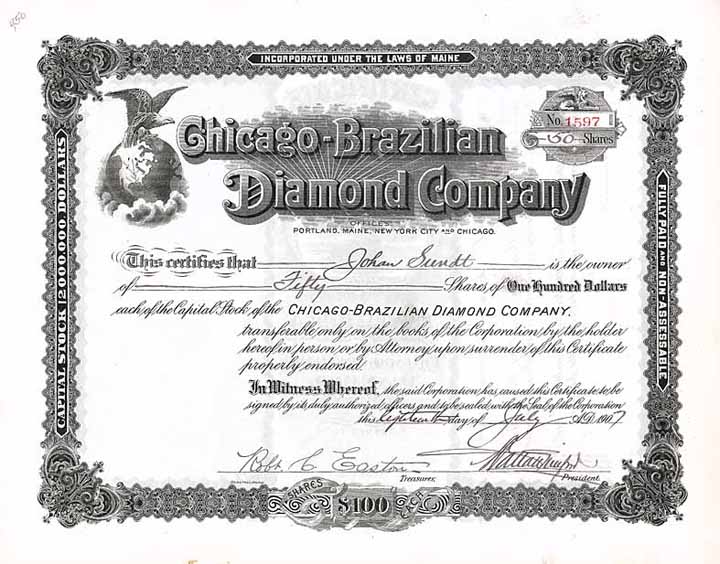 450
INCORPORATED UNDER THE LAWS OF MAINE
No. 1597
50 Shares
Chicago-Brazilian
Diamond Company
OFFICES:
PORTLAND, MAINE, NEW YORK CITY AND CHICAGO.
CAPITAL STOCK 12,000,000 DOLLARS
FULLY PAID AND NON-ASSESSABLE
This certifies that Johan Sundt is the owner
of Fifty Shares of One Hundred Dollars
each of the Capital Stock of the CHICAGO-BRAZILIAN DIAMOND COMPANY,
transferable only on the books of the Corporation by the holder
hereof in person or by Attorney upon surrender of this Certificate
properly endorsed.
In Witness Whereof, the said Corporation has caused this Certificate to be
signed by its duly authorized officers and to be sealed with the Seal of the Corporation
this day of July A.D. 1907
Robt C Easton
Treasurer. President.
SHARES $100 EACH